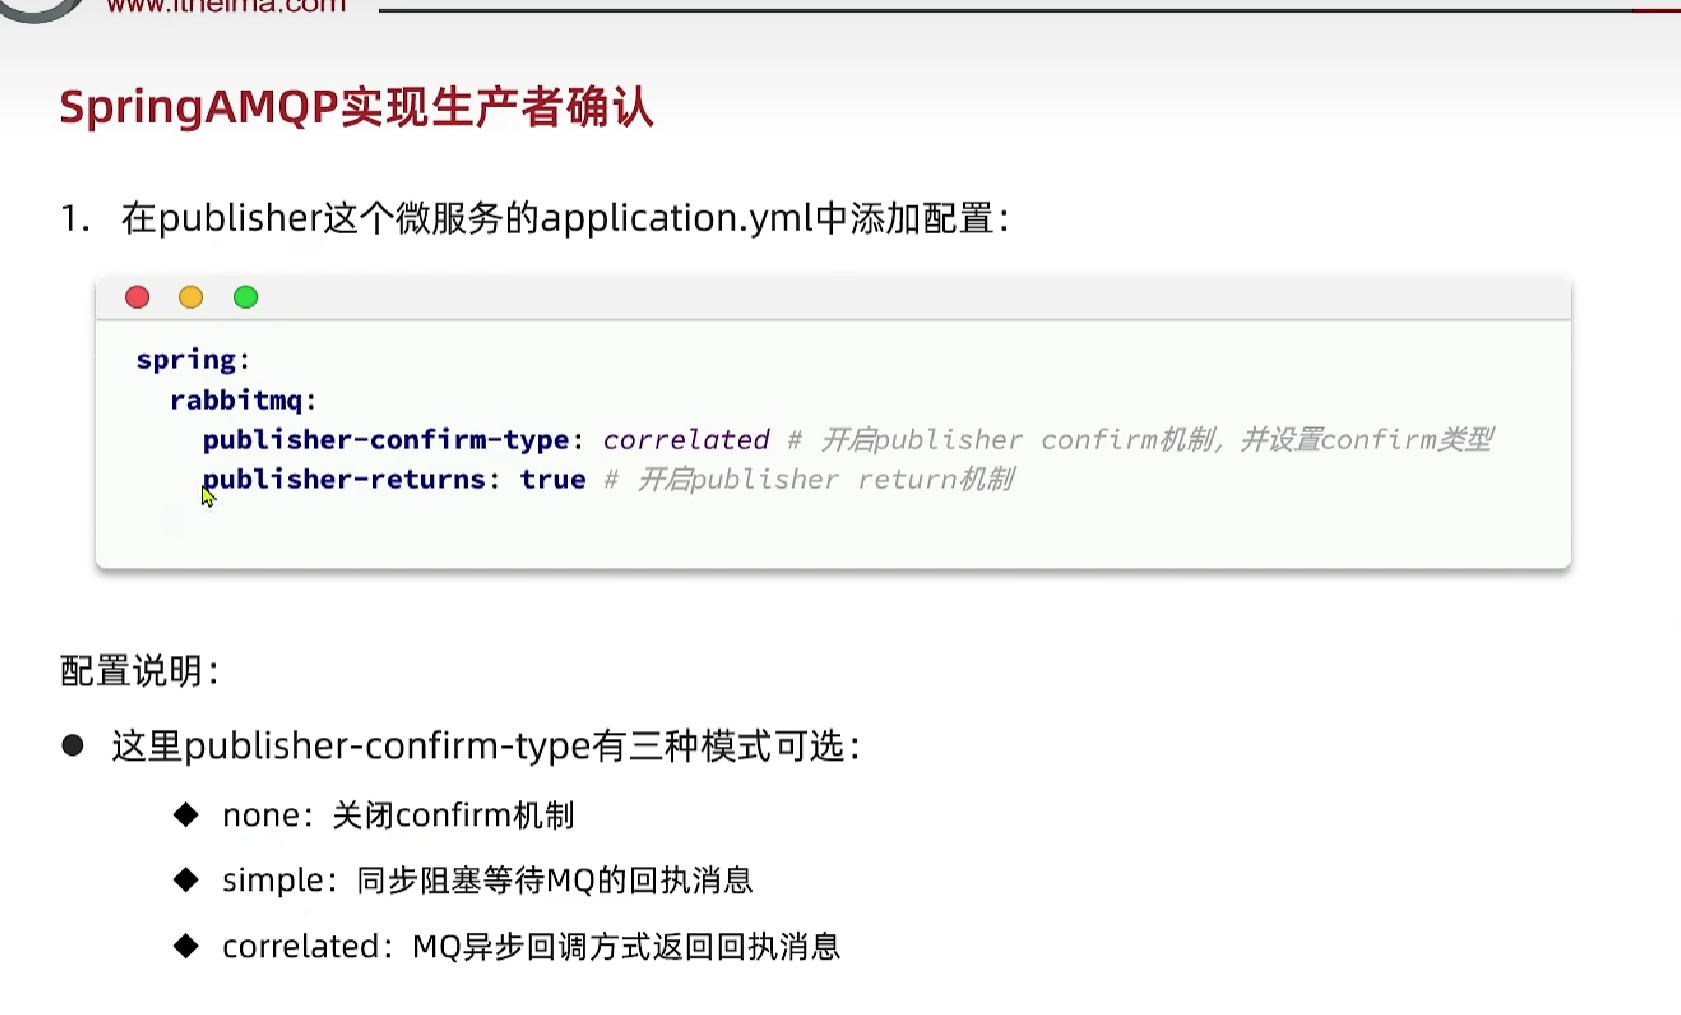 www.itheima.com
SpringAMQP实现生产者确认
1. 在publisher这个微服务的application.yml中添加配置：
spring:
rabbitmq:
publisher-confirm-type: correlated # 开启publisher confirm机制，并设置confirm类型
publisher-returns: true # 开启publisher return机制
配置说明：
● 这里publisher-confirm-type有三种模式可选：
◆ none：关闭confirm机制
◆ simple：同步阻塞等待MQ的回执消息
◆ correlated：MQ异步回调方式返回回执消息